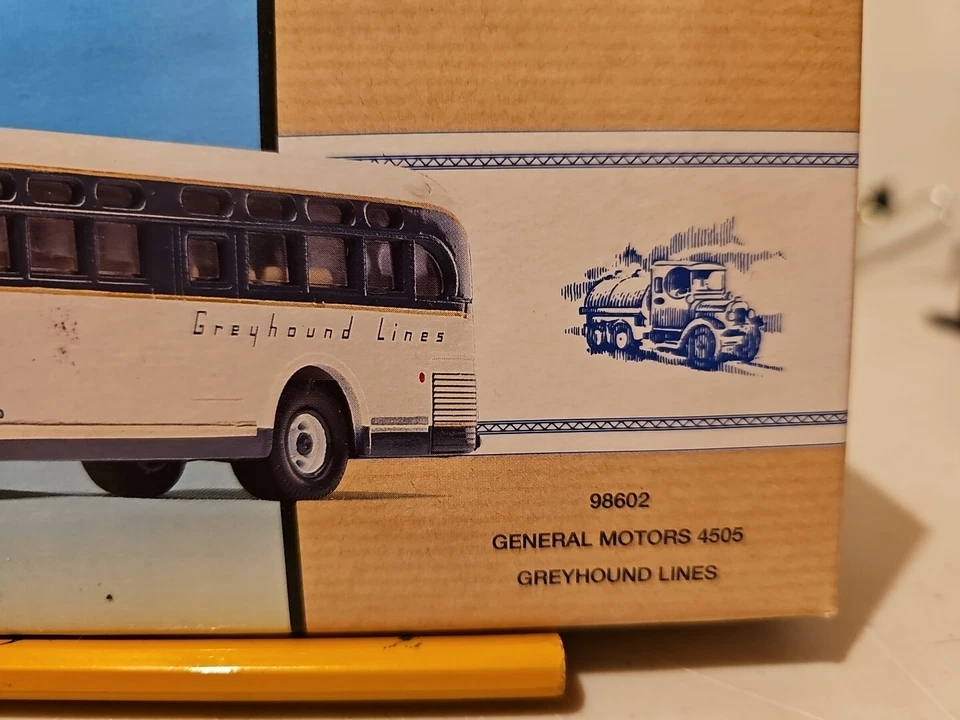 Greyhound Lines
98602
GENERAL MOTORS 4505
GREYHOUND LINES